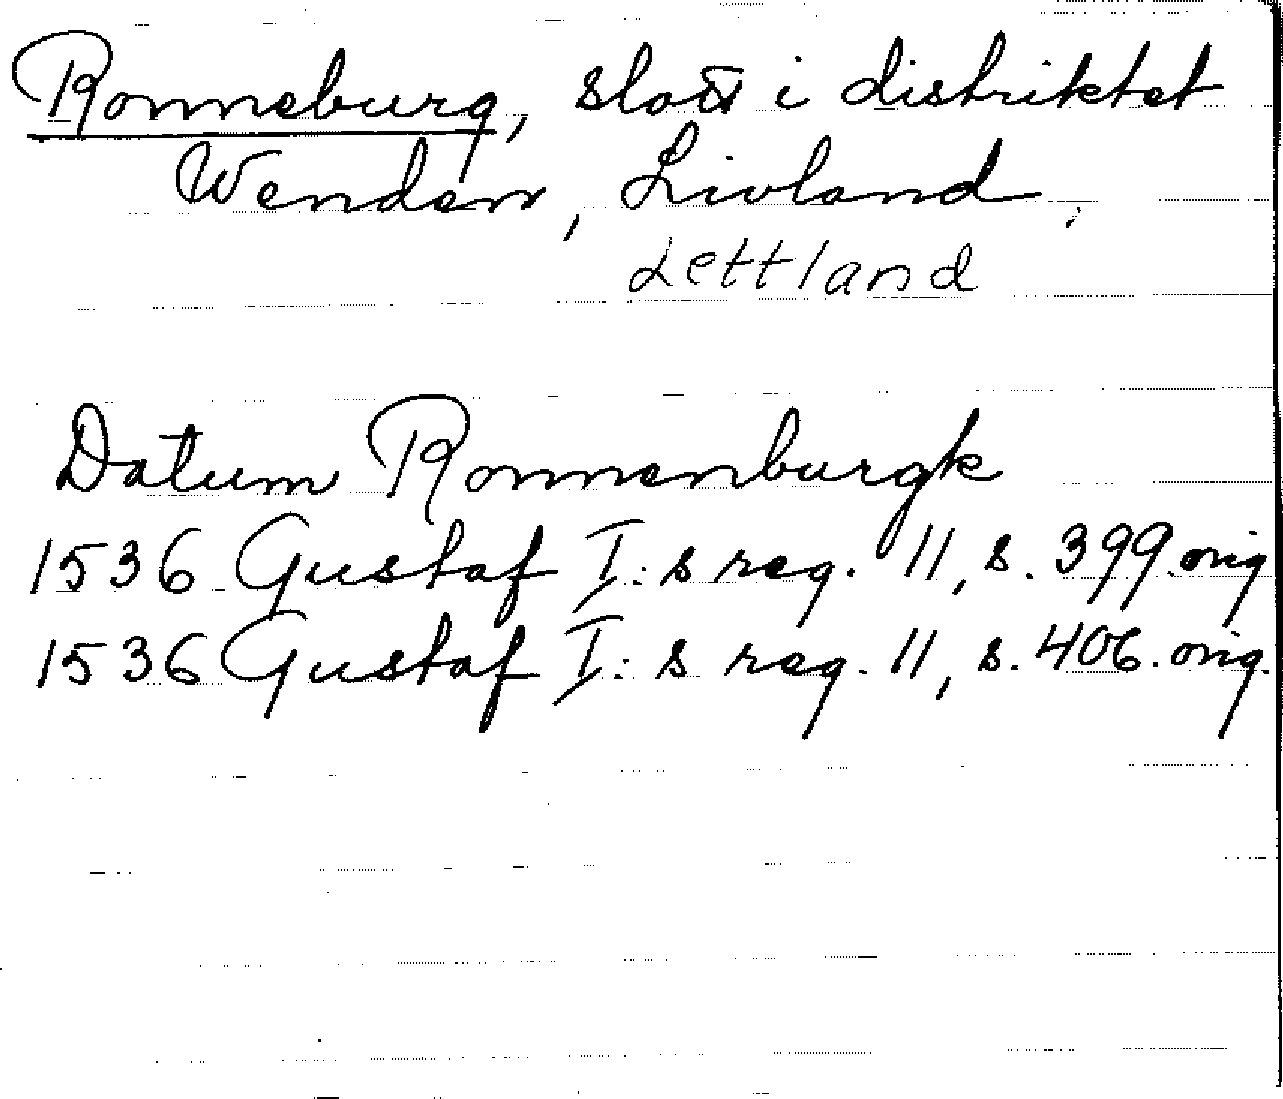 Ronneburg, slott i distriktet
Wenden, Livland,
Lettland
Datum Ronnenburgk
1536 Gustaf I:s reg. 11, s. 399. orig
1536 Gustaf I:s reg. 11, s. 406. orig.